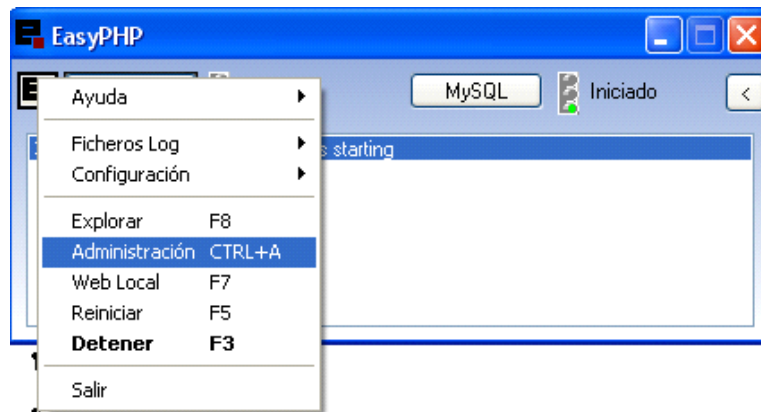 EasyPHP
MySQL Iniciado <
s starting
Ayuda
Ficheros Log
Configuración
Explorar F8
Administración CTRL+A
Web Local F7
Reiniciar F5
Detener F3
Salir